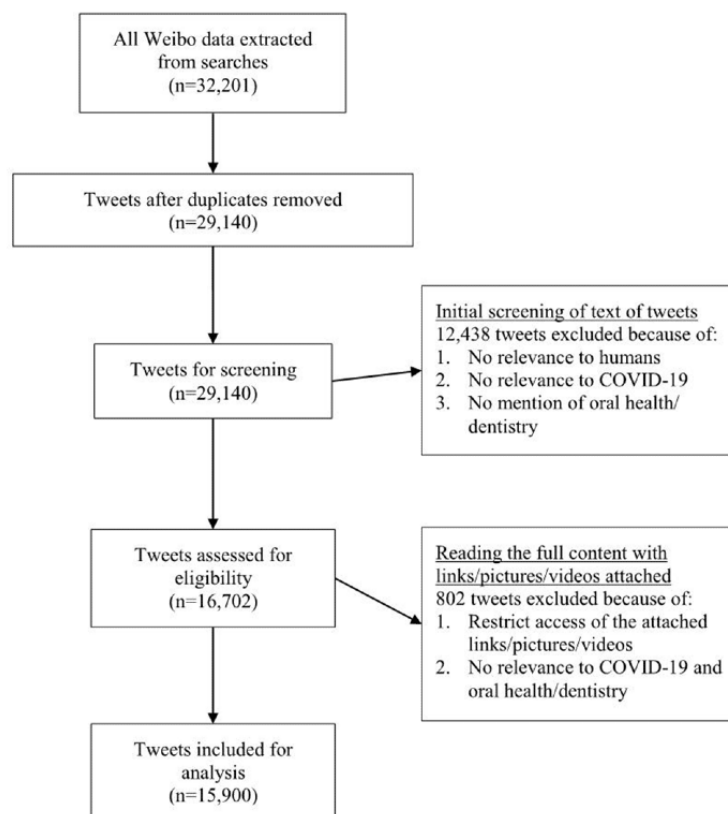 All Weibo data extracted
from searches
(n=32,201)
Tweets after duplicates removed
(n=29,140)
Tweets for screening
(n=29,140)
Initial screening of text of tweets
12,438 tweets excluded because of:
1. No relevance to humans
2. No relevance to COVID-19
3. No mention of oral health/
dentistry
Tweets assessed for
eligibility
(n=16,702)
Reading the full content with
links/pictures/videos attached
802 tweets excluded because of:
1. Restrict access of the attached
links/pictures/videos
2. No relevance to COVID-19 and
oral health/dentistry
Tweets included for
analysis
(n=15,900)